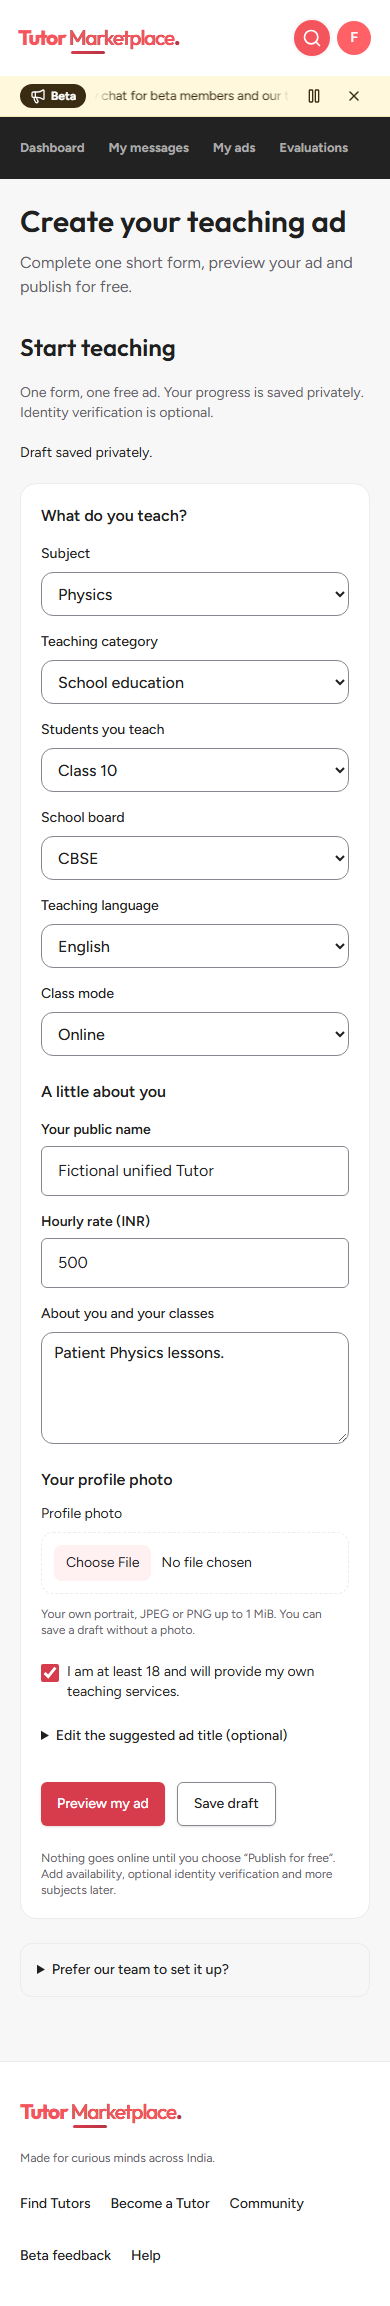 Tutor Marketplace.
F
Beta
chat for beta members and our
Dashboard My messages My ads Evaluations
Create your teaching ad
Complete one short form, preview your ad and
publish for free.
Start teaching
One form, one free ad. Your progress is saved privately.
Identity verification is optional.
Draft saved privately.
What do you teach?
Subject
Physics
Teaching category
School education
Students you teach
Class 10
School board
CBSE
Teaching language
English
Class mode
Online
A little about you
Your public name
Fictional unified Tutor
Hourly rate (INR)
500
About you and your classes
Patient Physics lessons.
Your profile photo
Profile photo
Choose File No file chosen
Your own portrait, JPEG or PNG up to 1 MiB. You can
save a draft without a photo.
I am at least 18 and will provide my own
teaching services.
Edit the suggested ad title (optional)
Preview my ad Save draft
Nothing goes online until you choose “Publish for free”.
Add availability, optional identity verification and more
subjects later.
Prefer our team to set it up?
Tutor Marketplace.
Made for curious minds across India.
Find Tutors Become a Tutor Community
Beta feedback Help